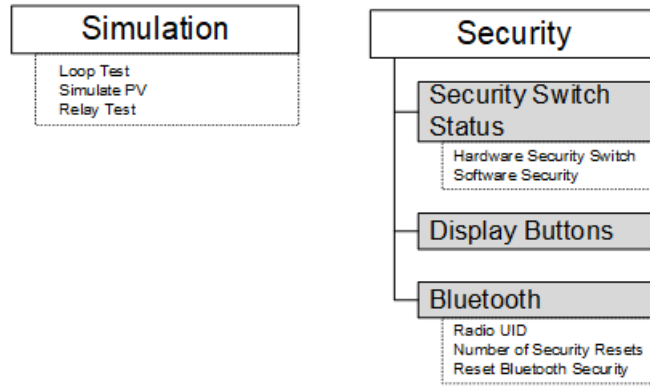 Simulation
Loop Test
Simulate PV
Relay Test
Security
Security Switch
Status
Hardware Security Switch
Software Security
Display Buttons
Bluetooth
Radio UID
Number of Security Resets
Reset Bluetooth Security